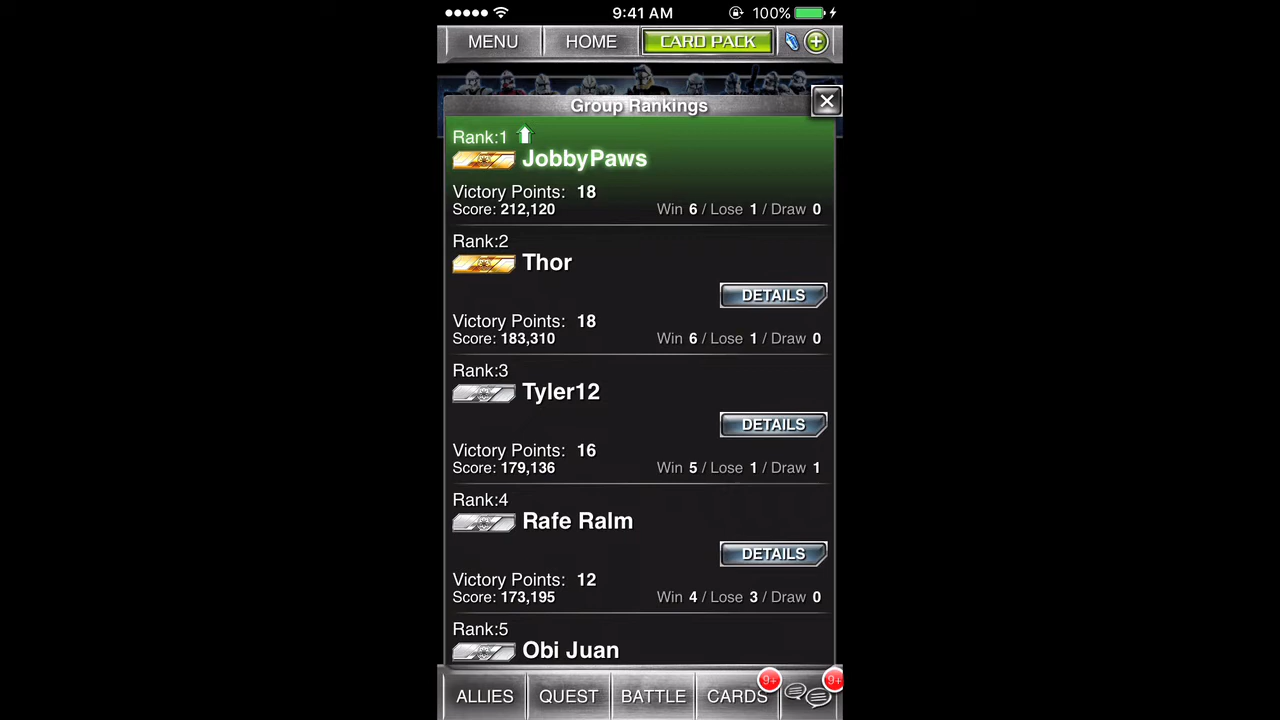 9:41 AM 100%
MENU HOME CARD PACK
Group Rankings
Rank:1
JobbyPaws
Victory Points: 18
Score: 212,120 Win 6 / Lose 1 / Draw 0
Rank:2
Thor
DETAILS
Victory Points: 18
Score: 183,310 Win 6 / Lose 1 / Draw 0
Rank:3
Tyler12
DETAILS
Victory Points: 16
Score: 179,136 Win 5 / Lose 1 / Draw 1
Rank:4
Rafe Ralm
DETAILS
Victory Points: 12
Score: 173,195 Win 4 / Lose 3 / Draw 0
Rank:5
Obi Juan
9+ 9+
ALLIES QUEST BATTLE CARDS